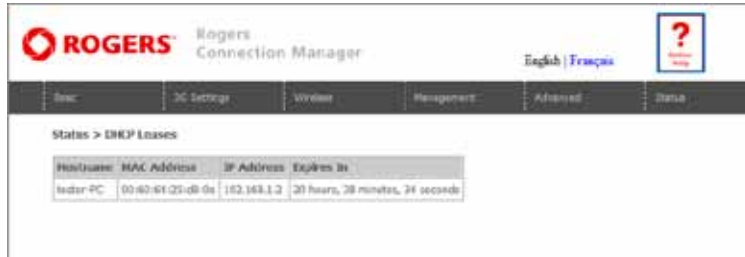 ROGERS
Rogers
Connection Manager
English | Français
?
Basic 3G Settings Wireless Management Advanced Status
Status > DHCP Leases
Hostname MAC Address IP Address Expires In
tester-PC 192.168.1.2 20 hours, 38 minutes, 34 seconds